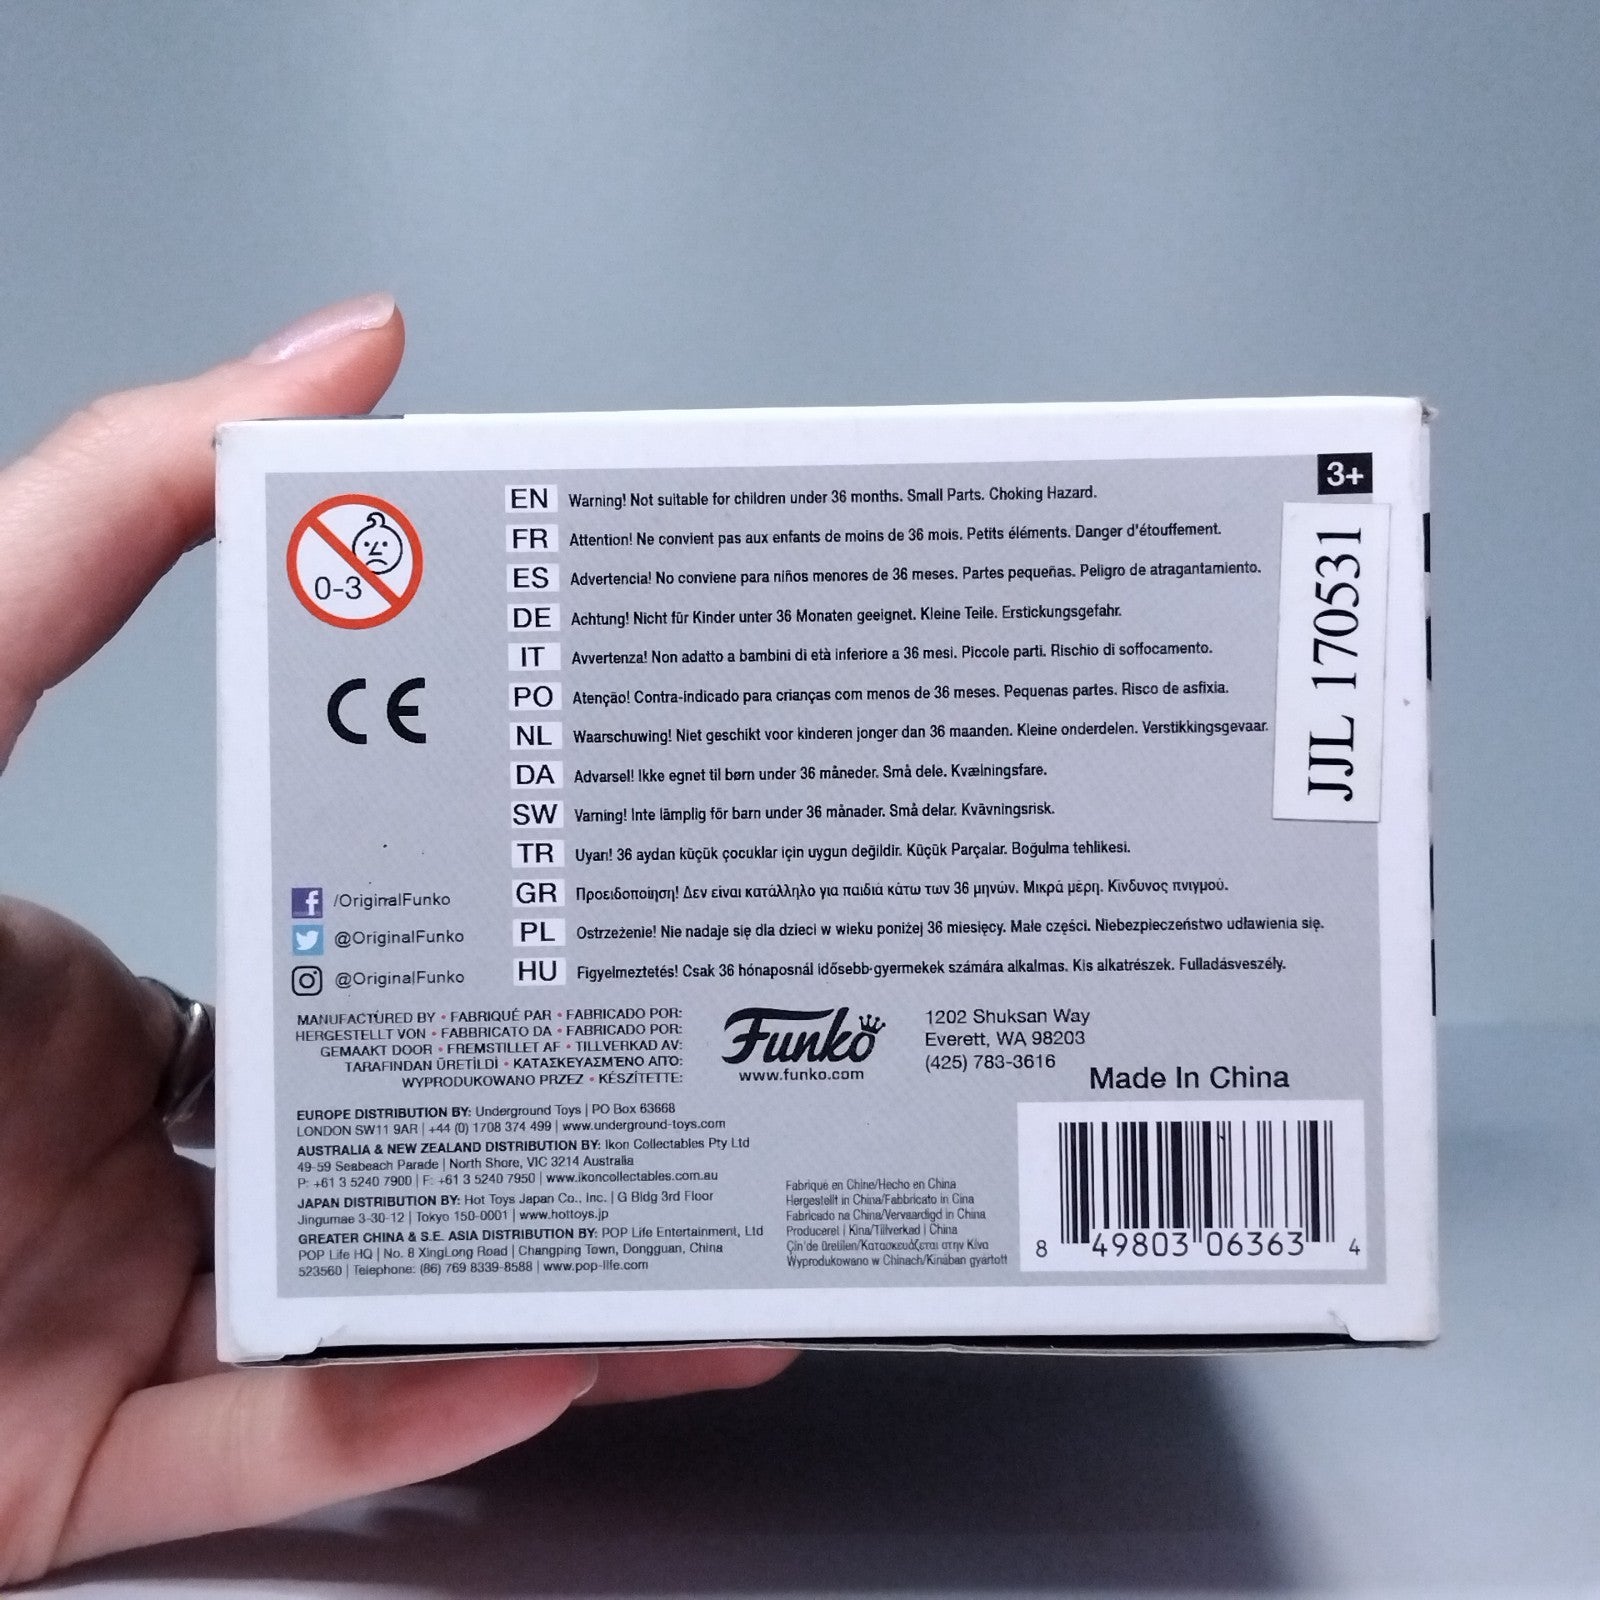 3+
0-3
CE
EN Warning! Not suitable for children under 36 months. Small Parts. Choking Hazard.
FR Attention! Ne convient pas aux enfants de moins de 36 mois. Petits éléments. Danger d'étouffement.
ES Advertencia! No conviene para niños menores de 36 meses. Partes pequeñas. Peligro de atragantamiento.
DE Achtung! Nicht für Kinder unter 36 Monaten geeignet. Kleine Teile. Erstickungsgefahr.
IT Avvertenza! Non adatto a bambini di età inferiore a 36 mesi. Piccole parti. Rischio di soffocamento.
PO Atenção! Contra-indicado para crianças com menos de 36 meses. Pequenas partes. Risco de asfixia.
NL Waarschuwing! Niet geschikt voor kinderen jonger dan 36 maanden. Kleine onderdelen. Verstikkingsgevaar.
DA Advarsel! Ikke egnet til børn under 36 måneder. Små dele. Kvælningsfare.
SW Varning! Inte lämplig för barn under 36 månader. Små delar. Kvävningsrisk.
TR Uyarı! 36 aydan küçük çocuklar için uygun değildir. Küçük Parçalar. Boğulma tehlikesi.
GR Προειδοποίηση! Δεν είναι κατάλληλο για παιδιά κάτω των 36 μηνών. Μικρά μέρη. Κίνδυνος πνιγμού.
PL Ostrzeżenie! Nie nadaje się dla dzieci w wieku poniżej 36 miesięcy. Małe części. Niebezpieczeństwo udławienia się.
HU Figyelmeztetés! Csak 36 hónaposnál idősebb gyermekek számára alkalmas. Kis alkatrészek. Fulladásveszély.
JJL 170531
/OriginalFunko
@OriginalFunko
@OriginalFunko
MANUFACTURED BY • FABRIQUÉ PAR • FABRICADO POR:
HERGESTELLT VON • FABBRICATO DA • FABRICADO POR:
GEMAAKT DOOR • FREMSTILLET AF • TILLVERKAD AV:
TARAFINDAN ÜRETİLDİ • ΚΑΤΑΣΚΕΥΑΣΜΈΝΟ ΑΠΌ:
WYPRODUKOWANO PRZEZ • KÉSZÍTETTE:
Funko
www.funko.com
1202 Shuksan Way
Everett, WA 98203
(425) 783-3616
Made In China
EUROPE DISTRIBUTION BY: Underground Toys | PO Box 63668
LONDON SW11 9AR | +44 (0) 1708 374 499 | www.underground-toys.com
AUSTRALIA & NEW ZEALAND DISTRIBUTION BY: Ikon Collectables Pty Ltd
49-59 Seabeach Parade | North Shore, VIC 3214 Australia
P: +61 3 5240 7900 | F: +61 3 5240 7950 | www.ikoncollectables.com.au
JAPAN DISTRIBUTION BY: Hot Toys Japan Co., Inc. | G Bldg 3rd Floor
Jingumae 3-30-12 | Tokyo 150-0001 | www.hottoys.jp
GREATER CHINA & S.E. ASIA DISTRIBUTION BY: POP Life Entertainment, Ltd
POP Life HQ | No. 8 XingLong Road | Changping Town, Dongguan, China
523560 | Telephone: (86) 769 8339-8588 | www.pop-life.com
Fabriqué en Chine/Hecho en China
Hergestellt in China/Fabbricato in Cina
Fabricado na China/Vervaardigd in China
Producerel | Kina/Tillverkad | China
Çin'de üretilen/Κατασκευάζεται στην Κίνα
Wyprodukowano w Chinach/Kínában gyártott
8 49803 06363 4